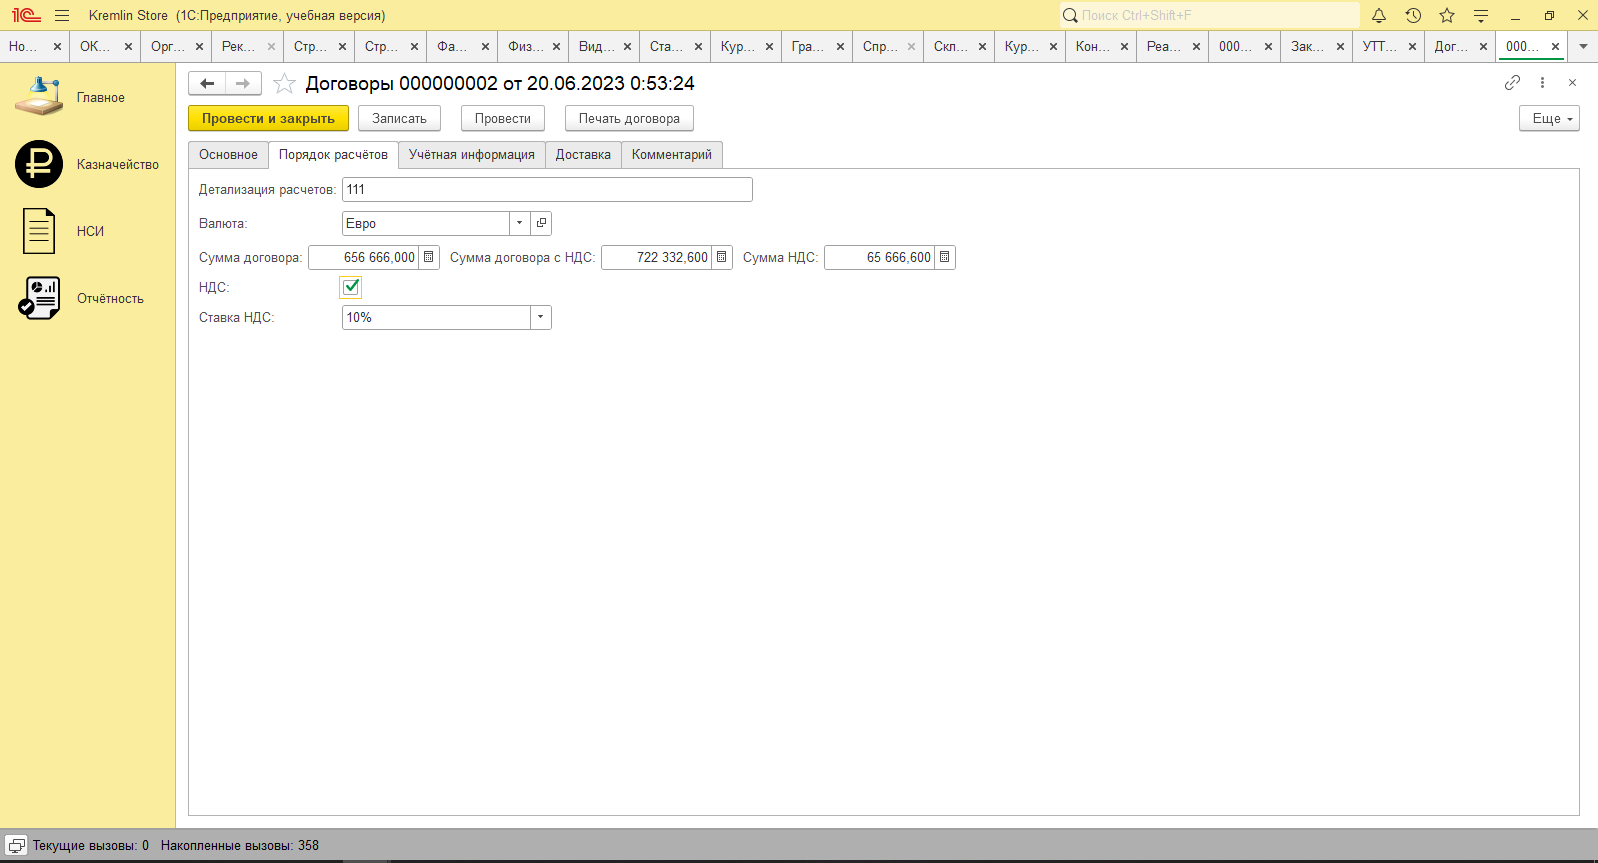 1С Kremlin Store (1С:Предприятие, учебная версия) Поиск Ctrl+Shift+F
Но... ОК... Орг... Рек... Стр... Стр... Фа... Физ... Вид... Ста... Кур... Гра... Спр... Скл... Кур... Кон... Реа... 000... Зак... УТТ... Дог... 000...
Главное
Казначейство
НСИ
Отчётность
Договоры 000000002 от 20.06.2023 0:53:24
Провести и закрыть Записать Провести Печать договора Еще
Основное Порядок расчётов Учётная информация Доставка Комментарий
Детализация расчетов: 111
Валюта: Евро
Сумма договора: 656 666,000 Сумма договора с НДС: 722 332,600 Сумма НДС: 65 666,600
НДС:
Ставка НДС: 10%
Текущие вызовы: 0 Накопленные вызовы: 358